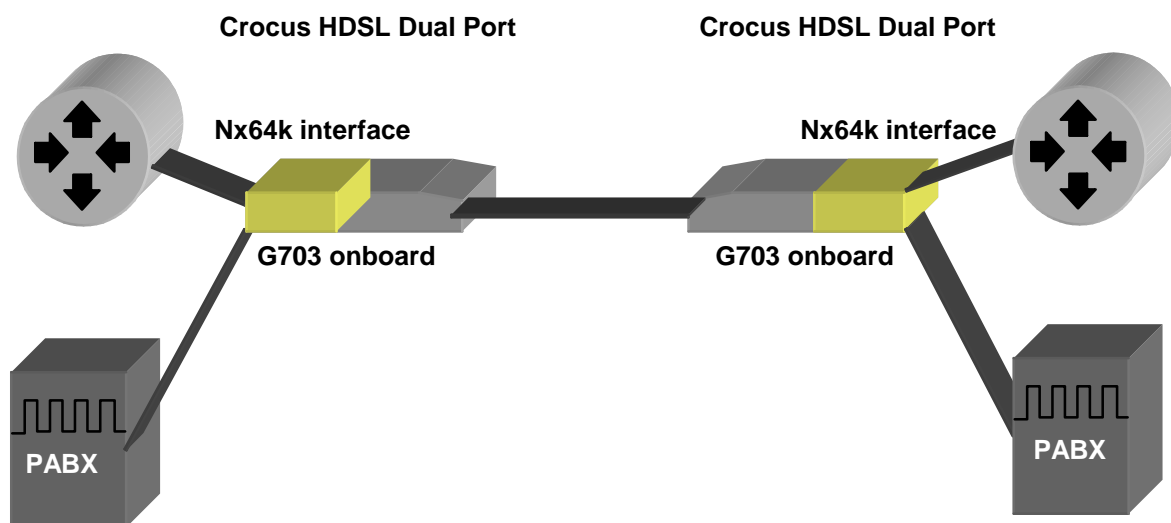 Crocus HDSL Dual Port
Crocus HDSL Dual Port
Nx64k interface
Nx64k interface
G703 onboard
G703 onboard
PABX
PABX